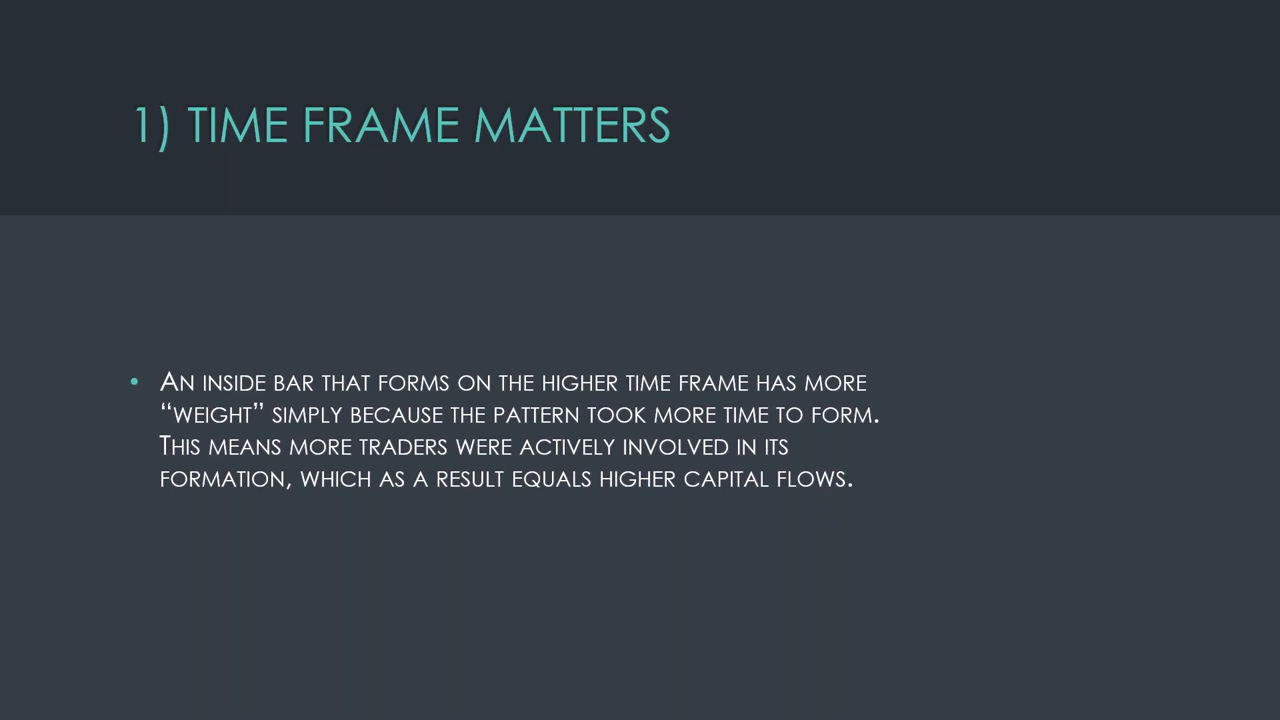 1) TIME FRAME MATTERS
• An inside bar that forms on the higher time frame has more
“weight” simply because the pattern took more time to form.
This means more traders were actively involved in its
formation, which as a result equals higher capital flows.